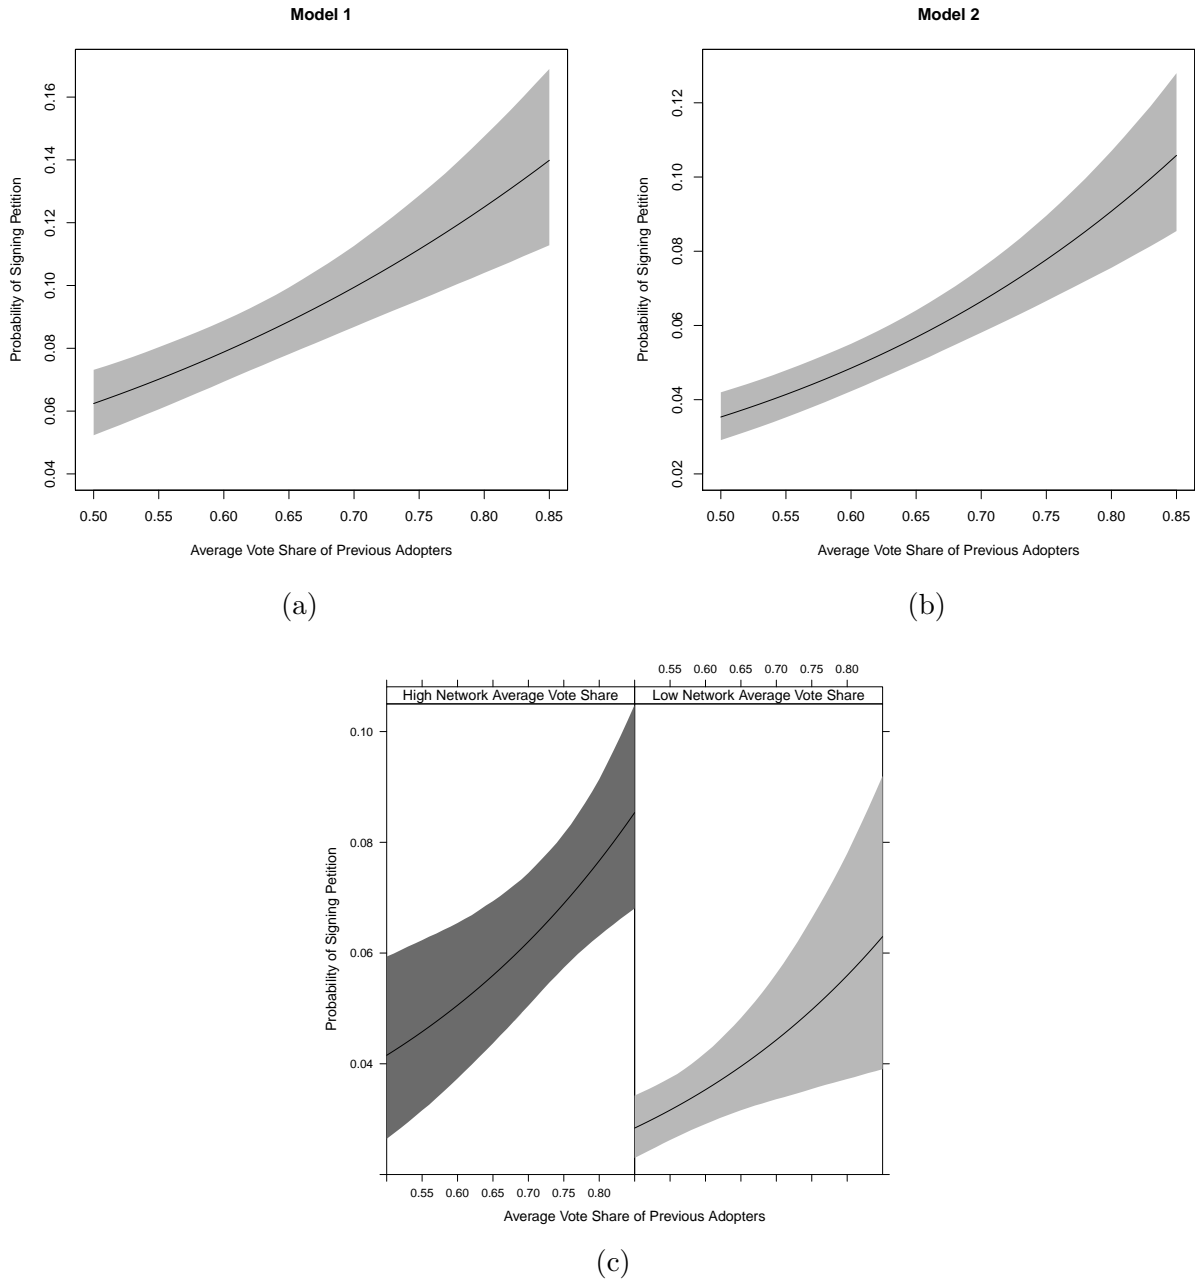 Model 1
Probability of Signing Petition
0.16
0.14
0.12
0.10
0.08
0.06
0.04
0.50 0.55 0.60 0.65 0.70 0.75 0.80 0.85
Average Vote Share of Previous Adopters
(a)
Model 2
Probability of Signing Petition
0.12
0.10
0.08
0.06
0.04
0.02
0.50 0.55 0.60 0.65 0.70 0.75 0.80 0.85
Average Vote Share of Previous Adopters
(b)
0.55 0.60 0.65 0.70 0.75 0.80
High Network Average Vote Share
Low Network Average Vote Share
Probability of Signing Petition
0.10
0.08
0.06
0.04
0.55 0.60 0.65 0.70 0.75 0.80
Average Vote Share of Previous Adopters
(c)